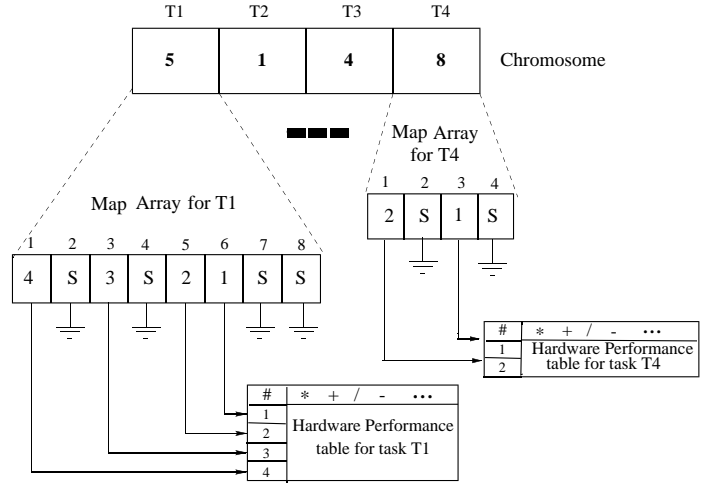 T1 T2 T3 T4
5 1 4 8 Chromosome
Map Array
for T4
1 2 3 4
2 S 1 S
Map Array for T1
1 2 3 4 5 6 7 8
4 S 3 S 2 1 S S
# * + / - •••
1 Hardware Performance
2 table for task T4
# * + / - •••
1
2 Hardware Performance
3 table for task T1
4